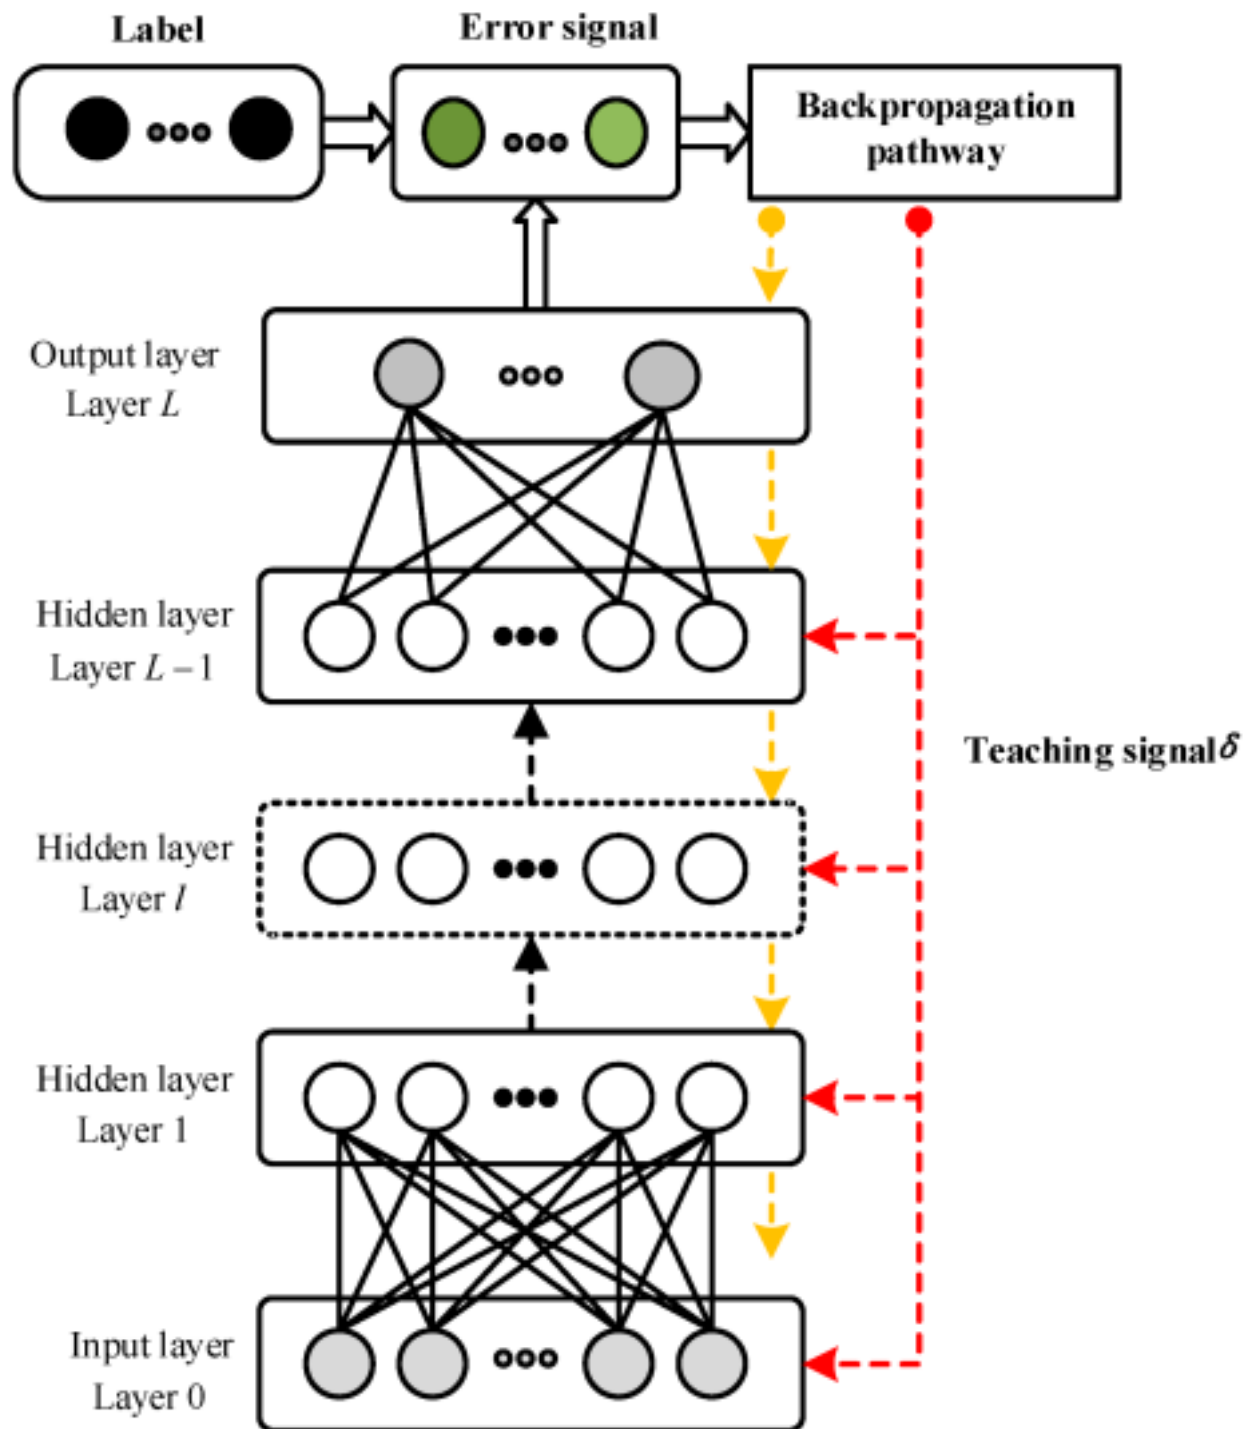 Label
Error signal
Backpropagation
pathway
Output layer
Layer L
Hidden layer
Layer L – 1
Teaching signal δ
Hidden layer
Layer l
Hidden layer
Layer 1
Input layer
Layer 0